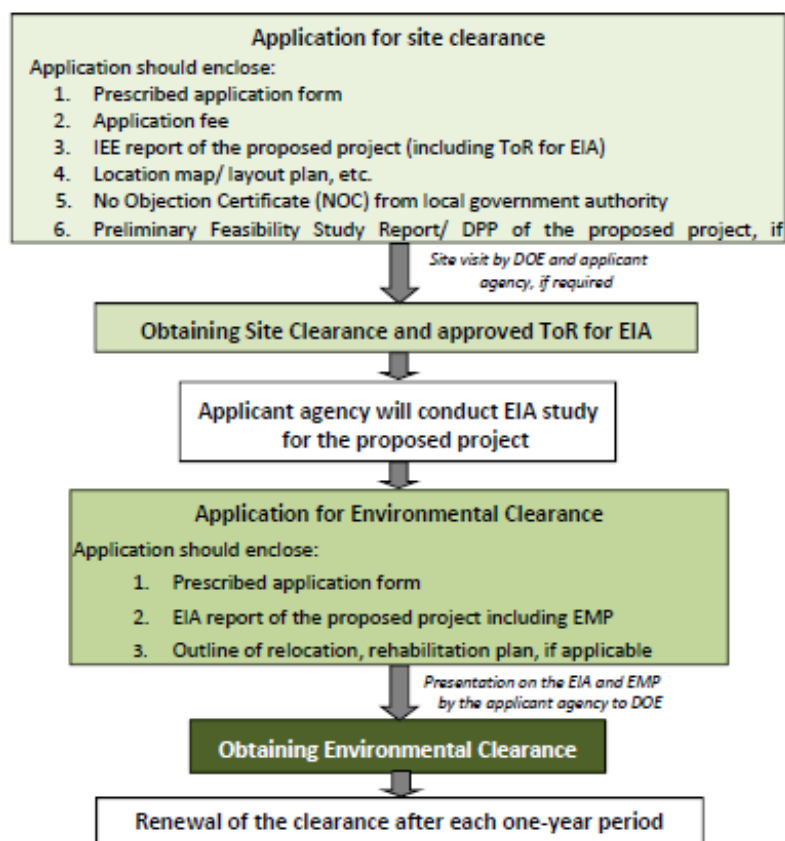 Application for site clearance
Application should enclose:
1. Prescribed application form
2. Application fee
3. IEE report of the proposed project (including ToR for EIA)
4. Location map/ layout plan, etc.
5. No Objection Certificate (NOC) from local government authority
6. Preliminary Feasibility Study Report/ DPP of the proposed project, if
Site visit by DOE and applicant
agency, if required
Obtaining Site Clearance and approved ToR for EIA
Applicant agency will conduct EIA study
for the proposed project
Application for Environmental Clearance
Application should enclose:
1. Prescribed application form
2. EIA report of the proposed project including EMP
3. Outline of relocation, rehabilitation plan, if applicable
Presentation on the EIA and EMP
by the applicant agency to DOE
Obtaining Environmental Clearance
Renewal of the clearance after each one-year period